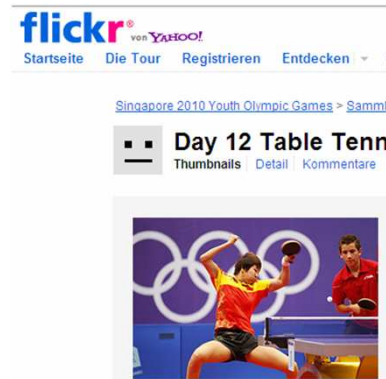 flickr® von YAHOO!
Startseite Die Tour Registrieren Entdecken
Singapore 2010 Youth Olympic Games > Samml
Day 12 Table Tenn
Thumbnails Detail Kommentare